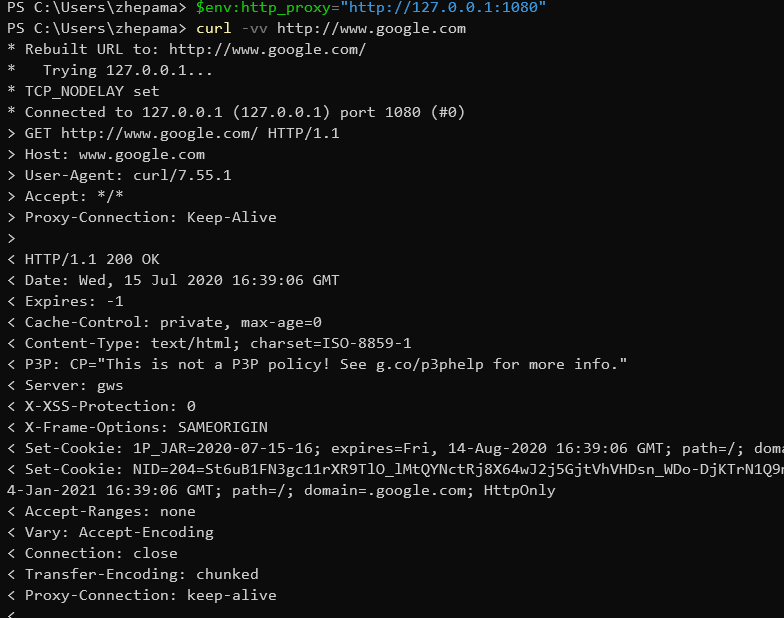 PS C:\Users\zhepama> $env:http_proxy="http://127.0.0.1:1080"
PS C:\Users\zhepama> curl -vv http://www.google.com
* Rebuilt URL to: http://www.google.com/
*   Trying 127.0.0.1...
* TCP_NODELAY set
* Connected to 127.0.0.1 (127.0.0.1) port 1080 (#0)
> GET http://www.google.com/ HTTP/1.1
> Host: www.google.com
> User-Agent: curl/7.55.1
> Accept: */*
> Proxy-Connection: Keep-Alive
>
< HTTP/1.1 200 OK
< Date: Wed, 15 Jul 2020 16:39:06 GMT
< Expires: -1
< Cache-Control: private, max-age=0
< Content-Type: text/html; charset=ISO-8859-1
< P3P: CP="This is not a P3P policy! See g.co/p3phelp for more info."
< Server: gws
< X-XSS-Protection: 0
< X-Frame-Options: SAMEORIGIN
< Set-Cookie: 1P_JAR=2020-07-15-16; expires=Fri, 14-Aug-2020 16:39:06 GMT; path=/; doma
< Set-Cookie: NID=204=St6uB1FN3gc11rXR9TlO_lMtQYNctRj8X64wJ2j5GjtVhVHDsn_WDo-DjKTrN1Q9m
4-Jan-2021 16:39:06 GMT; path=/; domain=.google.com; HttpOnly
< Accept-Ranges: none
< Vary: Accept-Encoding
< Connection: close
< Transfer-Encoding: chunked
< Proxy-Connection: keep-alive
<